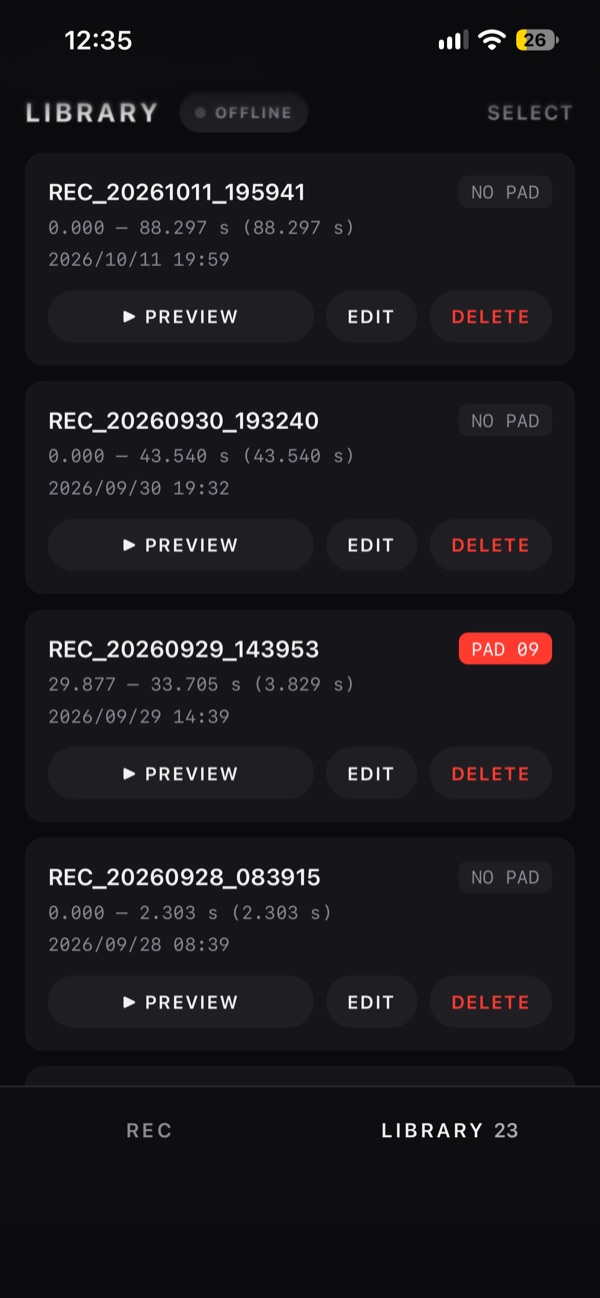 12:35
26
LIBRARY OFFLINE SELECT
REC_20261011_195941 NO PAD
0.000 — 88.297 s (88.297 s)
2026/10/11 19:59
▶ PREVIEW EDIT DELETE
REC_20260930_193240 NO PAD
0.000 — 43.540 s (43.540 s)
2026/09/30 19:32
▶ PREVIEW EDIT DELETE
REC_20260929_143953 PAD 09
29.877 — 33.705 s (3.829 s)
2026/09/29 14:39
▶ PREVIEW EDIT DELETE
REC_20260928_083915 NO PAD
0.000 — 2.303 s (2.303 s)
2026/09/28 08:39
▶ PREVIEW EDIT DELETE
REC LIBRARY 23